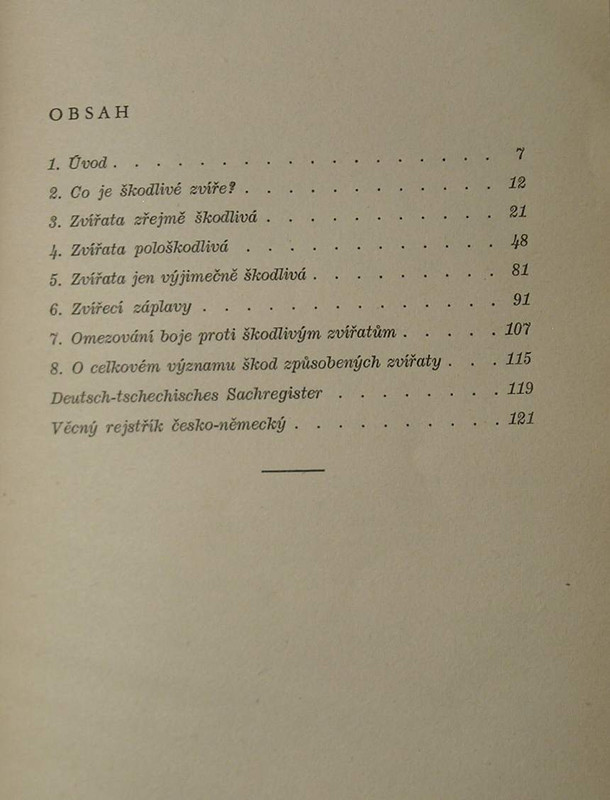 OBSAH
1. Úvod . . . . . . . . . . . . . . . . . . 7
2. Co je škodlivé zvíře? . . . . . . . . . . . 12
3. Zvířata zřejmě škodlivá . . . . . . . . . . 21
4. Zvířata pološkodlivá . . . . . . . . . . . 48
5. Zvířata jen výjimečně škodlivá . . . . . . . . 81
6. Zvířecí záplavy . . . . . . . . . . . . . 91
7. Omezování boje proti škodlivým zvířatům . . . . . 107
8. O celkovém významu škod způsobených zvířaty . . . 115
Deutsch-tschechisches Sachregister . . . . . . . . 119
Věcný rejstřík česko-německý . . . . . . . . . . 121